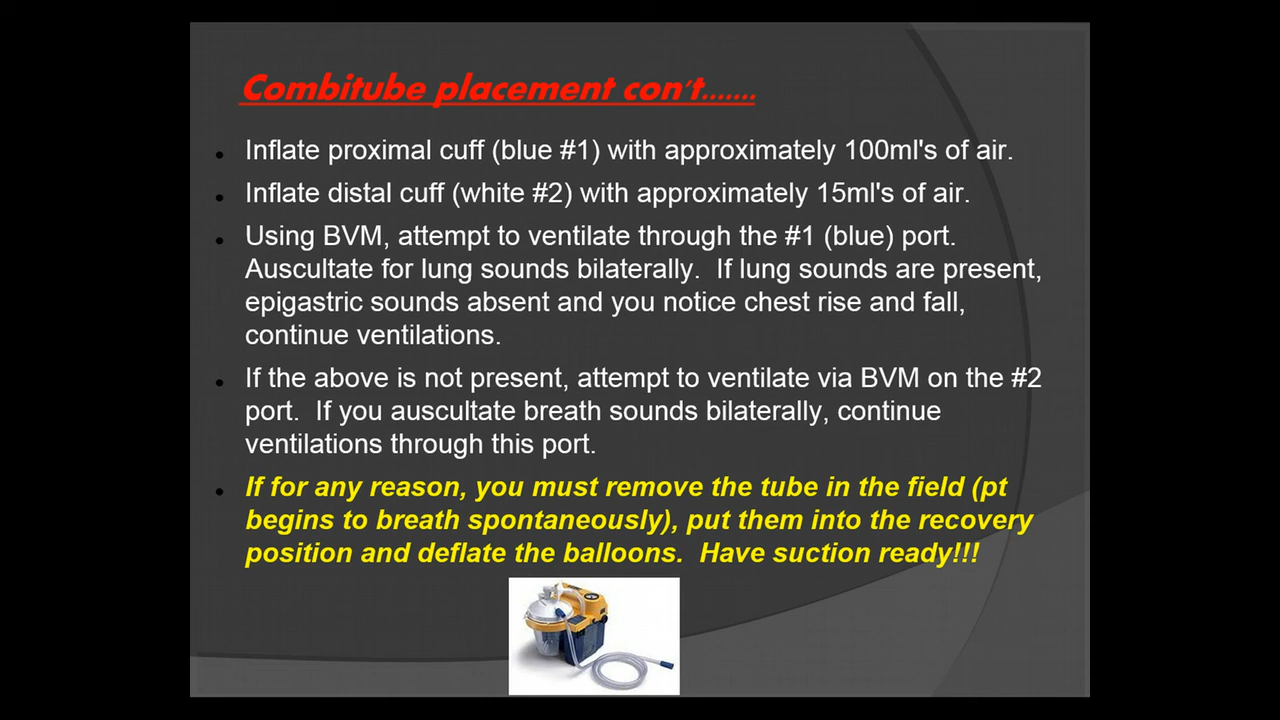 Combitube placement con't.......
Inflate proximal cuff (blue #1) with approximately 100ml's of air.
Inflate distal cuff (white #2) with approximately 15ml's of air.
Using BVM, attempt to ventilate through the #1 (blue) port.
Auscultate for lung sounds bilaterally.  If lung sounds are present,
epigastric sounds absent and you notice chest rise and fall,
continue ventilations.
If the above is not present, attempt to ventilate via BVM on the #2
port.  If you auscultate breath sounds bilaterally, continue
ventilations through this port.
If for any reason, you must remove the tube in the field (pt
begins to breath spontaneously), put them into the recovery
position and deflate the balloons.  Have suction ready!!!